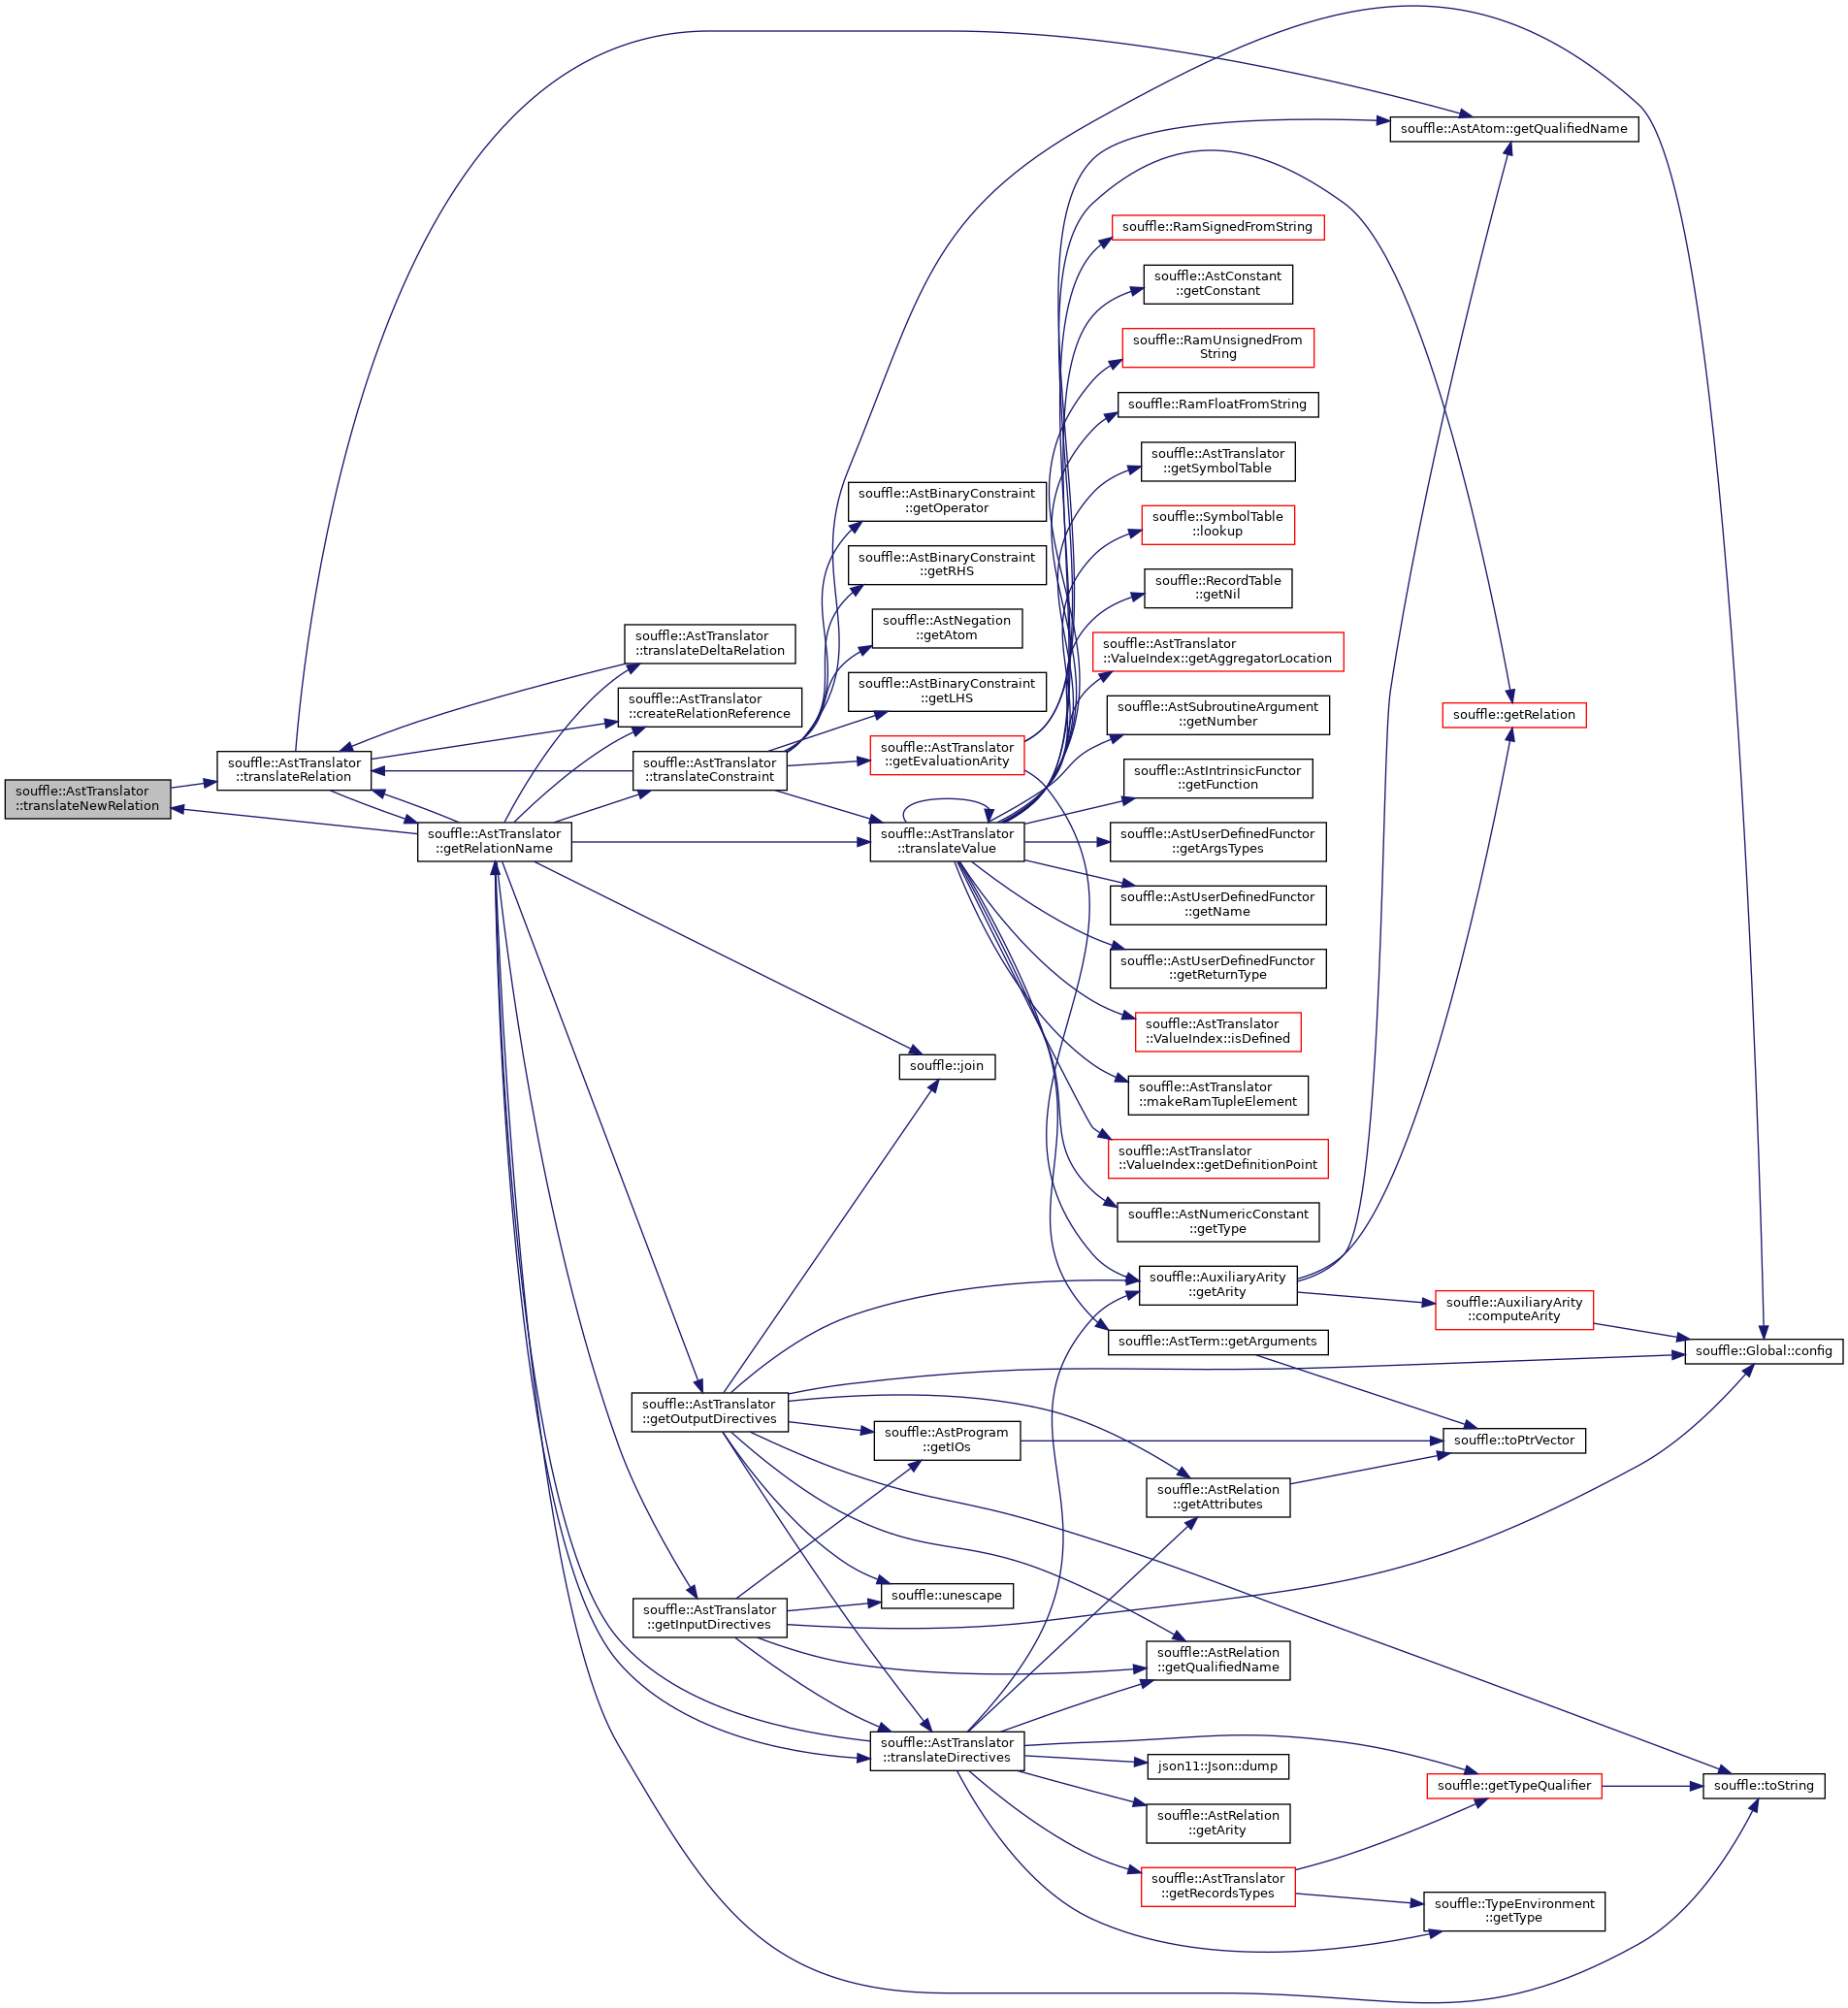 souffle::AstTranslator
::translateNewRelation
souffle::AstTranslator
::translateRelation
souffle::AstTranslator
::getRelationName
souffle::AstTranslator
::translateDeltaRelation
souffle::AstTranslator
::createRelationReference
souffle::AstTranslator
::translateConstraint
souffle::AstTranslator
::getOutputDirectives
souffle::AstTranslator
::getInputDirectives
souffle::AstBinaryConstraint
::getOperator
souffle::AstBinaryConstraint
::getRHS
souffle::AstNegation
::getAtom
souffle::AstBinaryConstraint
::getLHS
souffle::AstTranslator
::getEvaluationArity
souffle::AstTranslator
::translateValue
souffle::join
souffle::AstProgram
::getIOs
souffle::unescape
souffle::AstTranslator
::translateDirectives
souffle::RamSignedFromString
souffle::AstConstant
::getConstant
souffle::RamUnsignedFrom
String
souffle::RamFloatFromString
souffle::AstTranslator
::getSymbolTable
souffle::SymbolTable
::lookup
souffle::RecordTable
::getNil
souffle::AstTranslator
::ValueIndex::getAggregatorLocation
souffle::AstSubroutineArgument
::getNumber
souffle::AstIntrinsicFunctor
::getFunction
souffle::AstUserDefinedFunctor
::getArgsTypes
souffle::AstUserDefinedFunctor
::getName
souffle::AstUserDefinedFunctor
::getReturnType
souffle::AstTranslator
::ValueIndex::isDefined
souffle::AstTranslator
::makeRamTupleElement
souffle::AstTranslator
::ValueIndex::getDefinitionPoint
souffle::AstNumericConstant
::getType
souffle::AuxiliaryArity
::getArity
souffle::AstTerm::getArguments
souffle::AstRelation
::getAttributes
souffle::AstRelation
::getQualifiedName
json11::Json::dump
souffle::AstRelation
::getArity
souffle::AstTranslator
::getRecordsTypes
souffle::AstAtom::getQualifiedName
souffle::getRelation
souffle::AuxiliaryArity
::computeArity
souffle::toPtrVector
souffle::getTypeQualifier
souffle::TypeEnvironment
::getType
souffle::Global::config
souffle::toString